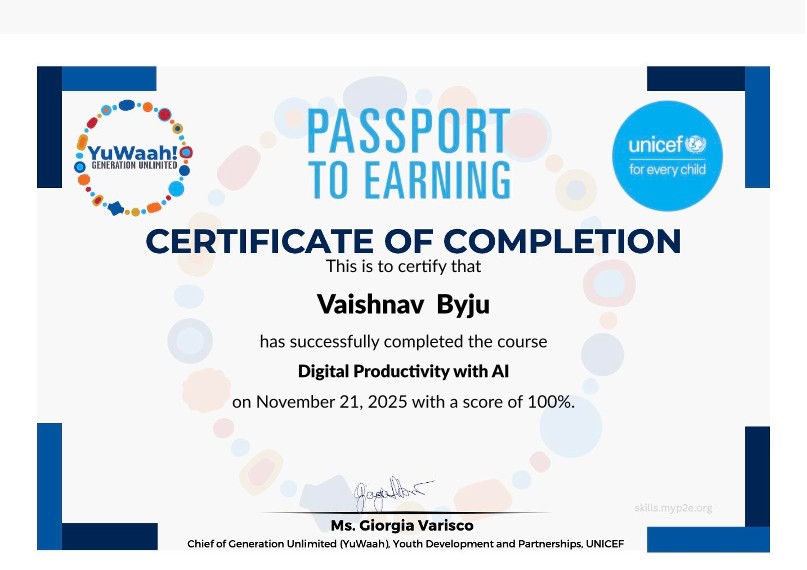 PASSPORT
TO EARNING
YuWaah!
GENERATION UNLIMITED
unicef
for every child
CERTIFICATE OF COMPLETION
This is to certify that
Vaishnav Byju
has successfully completed the course
Digital Productivity with AI
on November 21, 2025 with a score of 100%.
skills.myp2e.org
Ms. Giorgia Varisco
Chief of Generation Unlimited (YuWaah), Youth Development and Partnerships, UNICEF